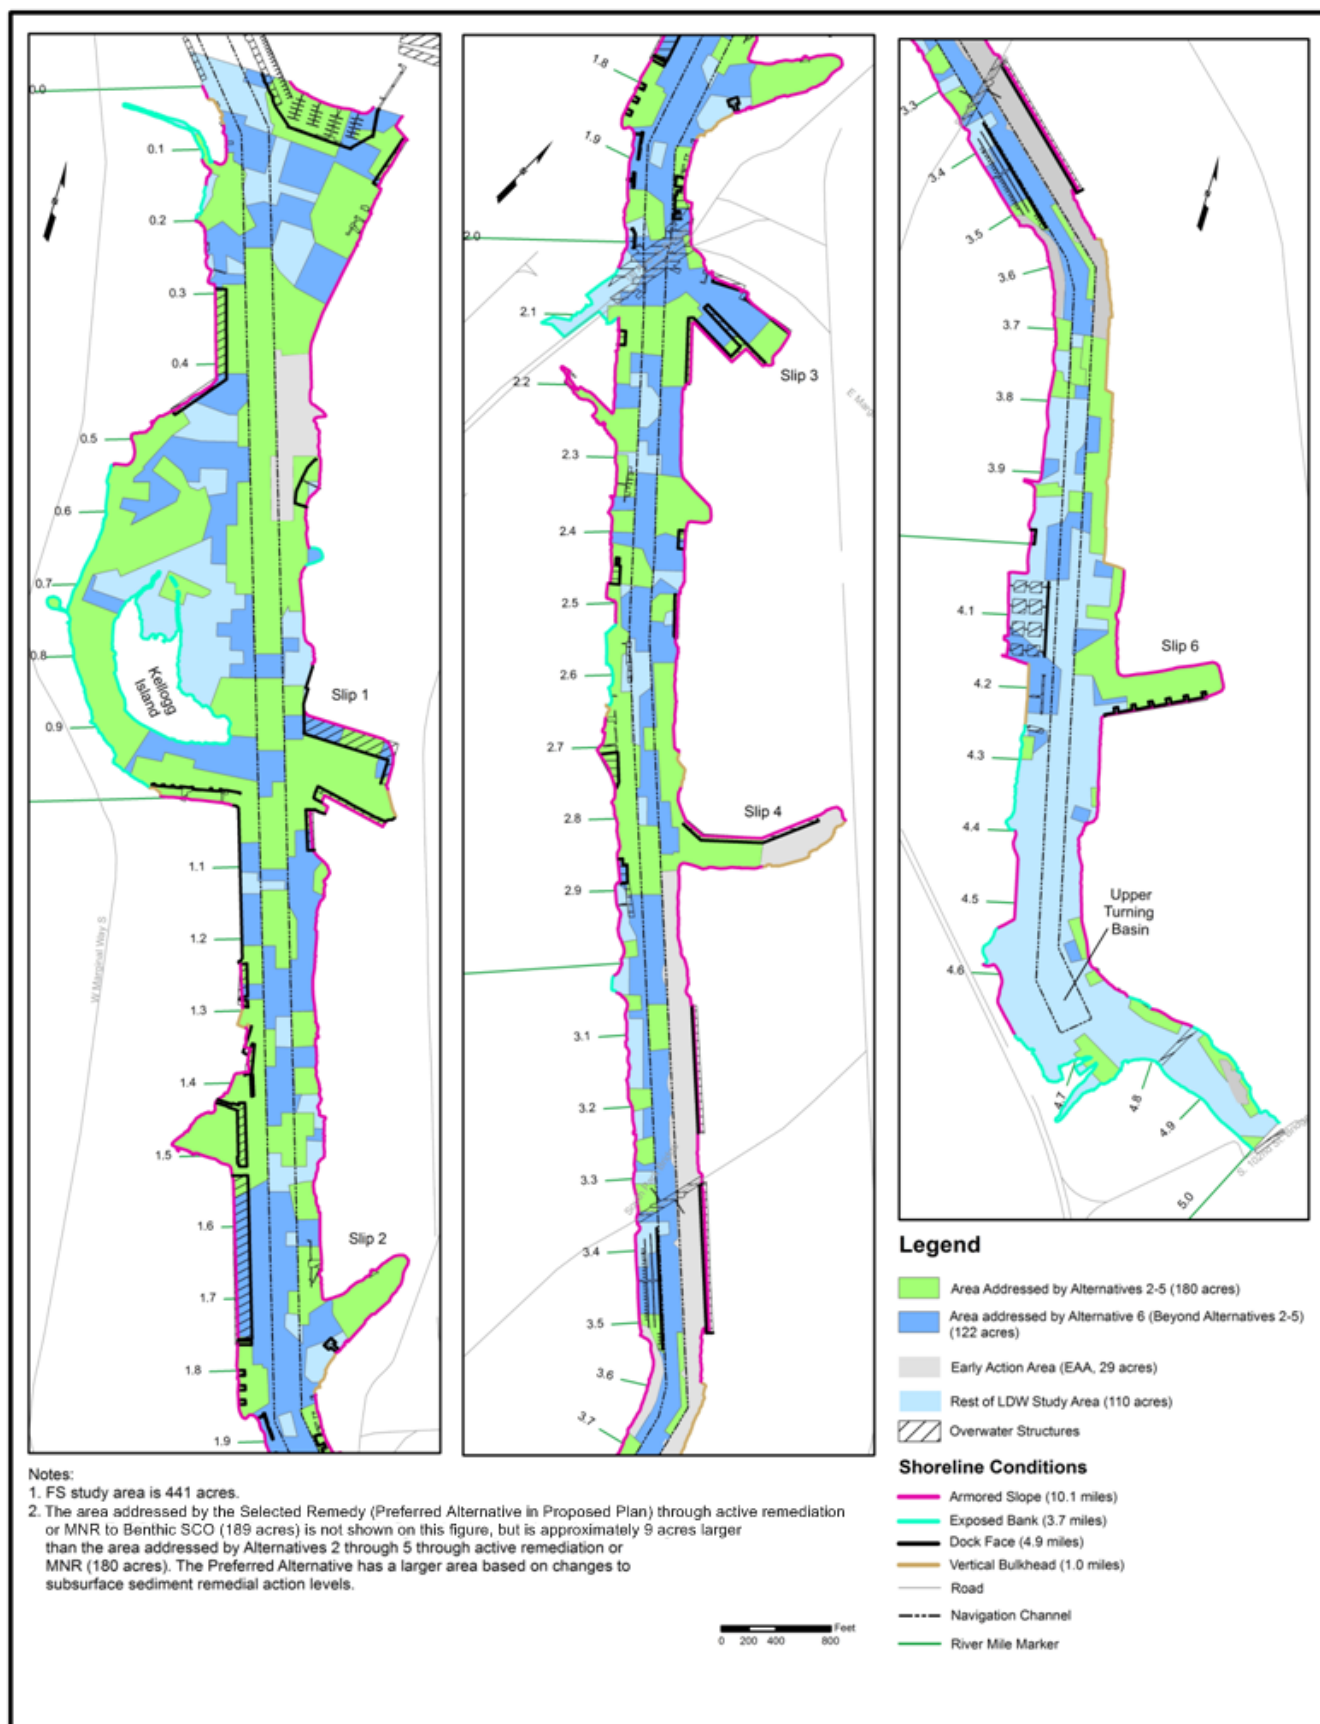 0.0
0.1
0.2
0.3
0.4
0.5
0.6
0.7
0.8
0.9
Kellogg
Island
Slip 1
1.1
1.2
1.3
1.4
1.5
1.6
1.7
1.8
1.9
Slip 2
W Marginal Way S
1.8
1.9
2.0
2.1
2.2
Slip 3
E Marg
2.3
2.4
2.5
2.6
2.7
2.8
Slip 4
2.9
3.1
3.2
3.3
3.4
3.5
3.6
3.7
3.3
3.4
3.5
3.6
3.7
3.8
3.9
4.1
Slip 6
4.2
4.3
4.4
4.5
4.6
Upper
Turning
Basin
4.7
4.8
4.9
5.0
S. 102nd St. Bridge
Legend
Area Addressed by Alternatives 2-5 (180 acres)
Area addressed by Alternative 6 (Beyond Alternatives 2-5)
(122 acres)
Early Action Area (EAA, 29 acres)
Rest of LDW Study Area (110 acres)
Overwater Structures
Shoreline Conditions
Armored Slope (10.1 miles)
Exposed Bank (3.7 miles)
Dock Face (4.9 miles)
Vertical Bulkhead (1.0 miles)
Road
Navigation Channel
River Mile Marker
Notes:
1. FS study area is 441 acres.
2. The area addressed by the Selected Remedy (Preferred Alternative in Proposed Plan) through active remediation
or MNR to Benthic SCO (189 acres) is not shown on this figure, but is approximately 9 acres larger
than the area addressed by Alternatives 2 through 5 through active remediation or
MNR (180 acres). The Preferred Alternative has a larger area based on changes to
subsurface sediment remedial action levels.
Feet
0 200 400 800